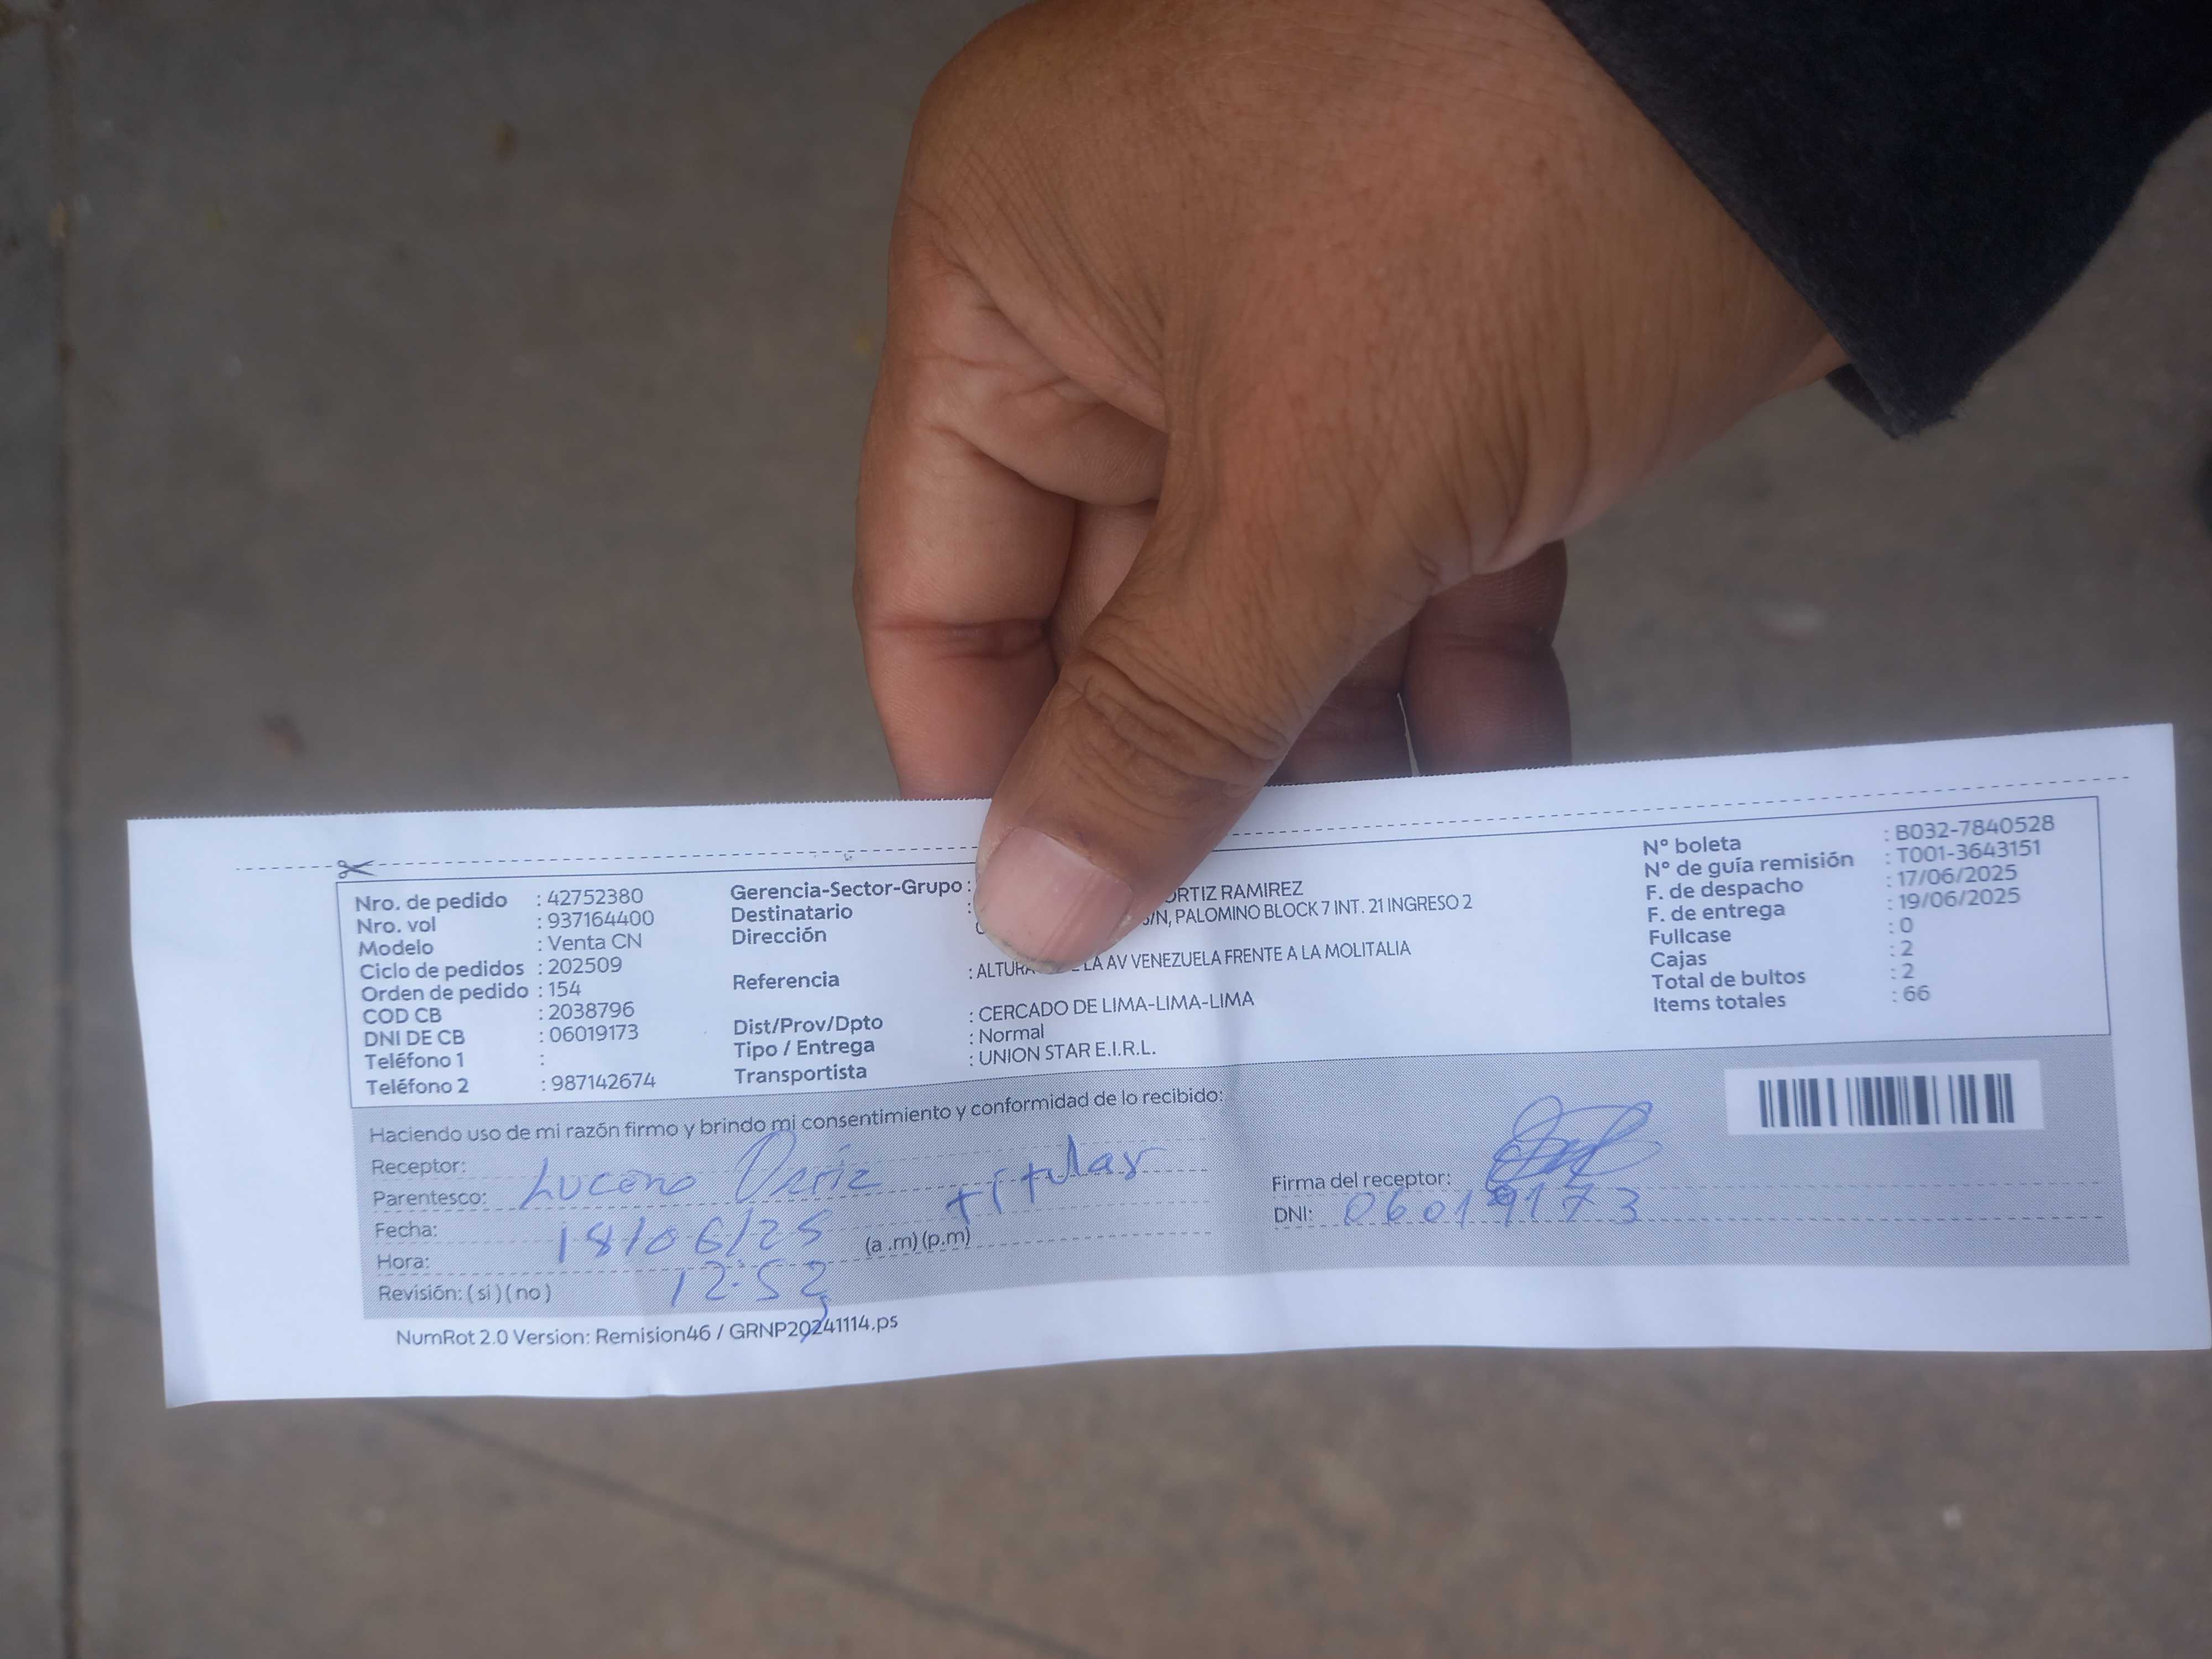 Nro. de pedido : 42752380
Nro. vol : 937164400
Modelo : Venta CN
Ciclo de pedidos : 202509
Orden de pedido : 154
COD CB : 2038796
DNI DE CB : 06019173
Teléfono 1 :
Teléfono 2 : 987142674
Gerencia-Sector-Grupo :
Destinatario : ORTIZ RAMIREZ
Dirección : S/N, PALOMINO BLOCK 7 INT. 21 INGRESO 2
Referencia : ALTURA LA AV VENEZUELA FRENTE A LA MOLITALIA
Dist/Prov/Dpto : CERCADO DE LIMA-LIMA-LIMA
Tipo / Entrega : Normal
Transportista : UNION STAR E.I.R.L.
N° boleta : B032-7840528
N° de guía remisión : T001-3643151
F. de despacho : 17/06/2025
F. de entrega : 19/06/2025
Fullcase : 0
Cajas : 2
Total de bultos : 2
Items totales : 66
Haciendo uso de mi razón firmo y brindo mi consentimiento y conformidad de lo recibido:
Receptor:
Parentesco: titular
Fecha: 18/06/25
Hora: 12:52 (a .m) (p.m)
Revisión: ( si ) ( no )
Firma del receptor:
DNI: 06019173
NumRot 2.0 Version: Remision46 / GRNP20241114.ps